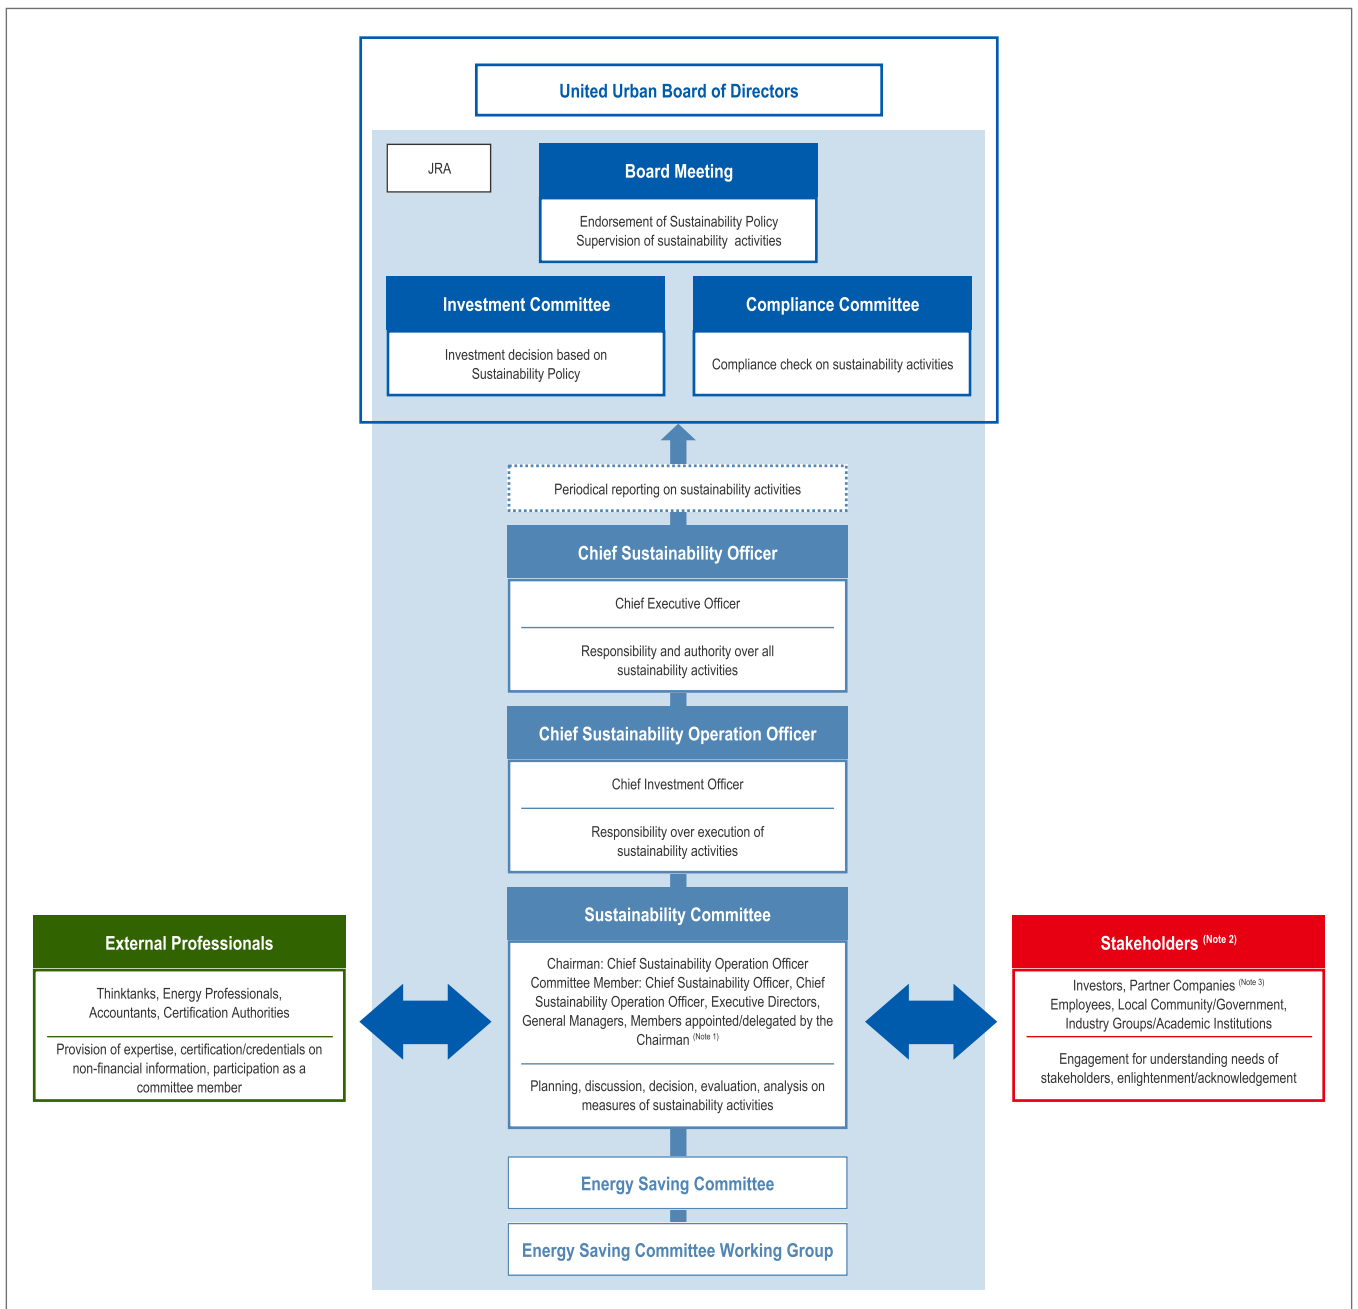 United Urban Board of Directors
JRA
Board Meeting
Endorsement of Sustainability Policy
Supervision of sustainability activities
Investment Committee
Investment decision based on
Sustainability Policy
Compliance Committee
Compliance check on sustainability activities
Periodical reporting on sustainability activities
Chief Sustainability Officer
Chief Executive Officer
Responsibility and authority over all
sustainability activities
Chief Sustainability Operation Officer
Chief Investment Officer
Responsibility over execution of
sustainability activities
External Professionals
Thinktanks, Energy Professionals,
Accountants, Certification Authorities
Provision of expertise, certification/credentials on
non-financial information, participation as a
committee member
Sustainability Committee
Chairman: Chief Sustainability Operation Officer
Committee Member: Chief Sustainability Officer, Chief
Sustainability Operation Officer, Executive Directors,
General Managers, Members appointed/delegated by the
Chairman (Note 1)
Planning, discussion, decision, evaluation, analysis on
measures of sustainability activities
Stakeholders (Note 2)
Investors, Partner Companies (Note 3)
Employees, Local Community/Government,
Industry Groups/Academic Institutions
Engagement for understanding needs of
stakeholders, enlightenment/acknowledgement
Energy Saving Committee
Energy Saving Committee Working Group